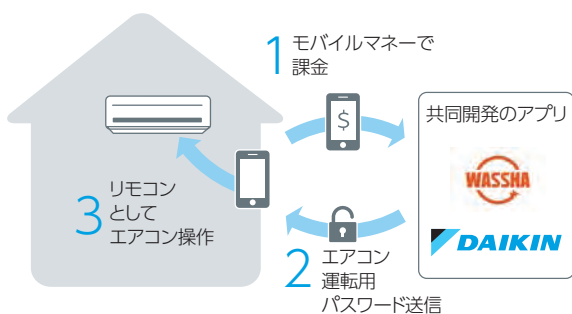 1 モバイルマネーで
課金
$
共同開発のアプリ
WASSHA
DAIKIN
2 エアコン
運転用
パスワード送信
3 リモコン
として
エアコン操作